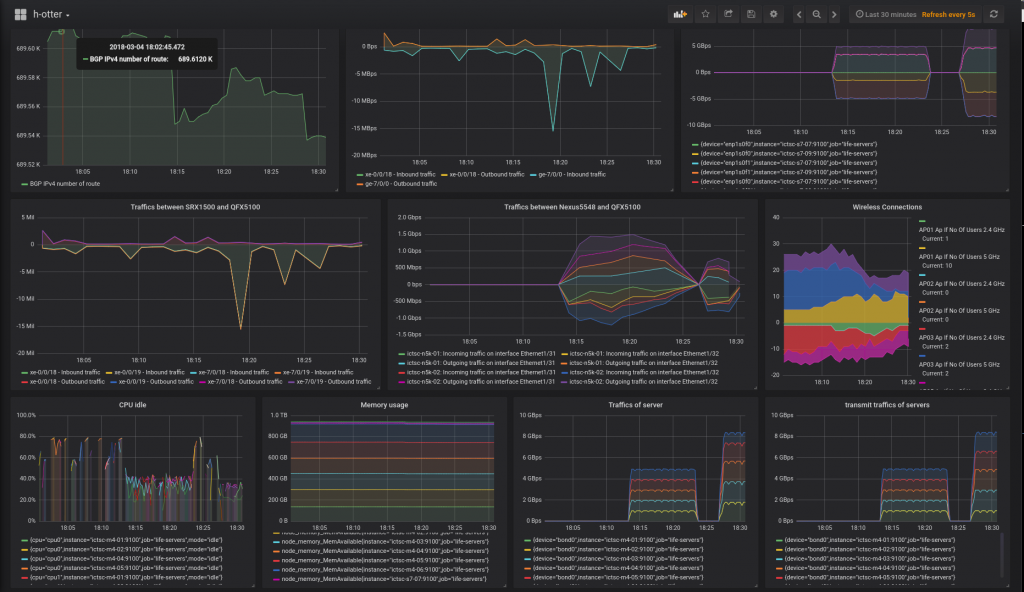 h-otter
Last 30 minutes Refresh every 5s
689.60 K
689.58 K
689.56 K
689.54 K
689.52 K
2018-03-04 18:02:45.472
BGP IPv4 number of route: 689.6120 K
18:05 18:10 18:15 18:20 18:25 18:30
BGP IPv4 number of route
0 Bps
-5 MBps
-10 MBps
-15 MBps
-20 MBps
18:05 18:10 18:15 18:20 18:25 18:30
xe-0/0/18 - Inbound traffic xe-0/0/18 - Outbound traffic ge-7/0/0 - Inbound traffic
ge-7/0/0 - Outbound traffic
5 GBps
0 Bps
-5 GBps
-10 GBps
18:05 18:10 18:15 18:20 18:25 18:30
{device="enp1s0f0",instance="ictsc-s7-07:9100",job="life-servers"}
{device="enp1s0f0",instance="ictsc-s7-09:9100",job="life-servers"}
{device="enp1s0f1",instance="ictsc-s7-07:9100",job="life-servers"}
{device="enp1s0f1",instance="ictsc-s7-09:9100",job="life-servers"}
{device="enp1s0f0",instance="ictsc-s7-07:9100",job="life-servers"}
Traffics between SRX1500 and QFX5100
5 Mil
0
-5 Mil
-10 Mil
-15 Mil
-20 Mil
18:05 18:10 18:15 18:20 18:25 18:30
xe-0/0/18 - Inbound traffic xe-0/0/19 - Inbound traffic xe-7/0/18 - Inbound traffic xe-7/0/19 - Inbound traffic
xe-0/0/18 - Outbound traffic xe-0/0/19 - Outbound traffic xe-7/0/18 - Outbound traffic xe-7/0/19 - Outbound traffic
Traffics between Nexus5548 and QFX5100
2.0 Gbps
1.5 Gbps
1.0 Gbps
500 Mbps
0 bps
-500 Mbps
-1.0 Gbps
-1.5 Gbps
18:05 18:10 18:15 18:20 18:25 18:30
ictsc-n5k-01: Incoming traffic on interface Ethernet1/31 ictsc-n5k-01: Incoming traffic on interface Ethernet1/32
ictsc-n5k-01: Outgoing traffic on interface Ethernet1/31 ictsc-n5k-01: Outgoing traffic on interface Ethernet1/32
ictsc-n5k-02: Incoming traffic on interface Ethernet1/31 ictsc-n5k-02: Incoming traffic on interface Ethernet1/32
ictsc-n5k-02: Outgoing traffic on interface Ethernet1/31 ictsc-n5k-02: Outgoing traffic on interface Ethernet1/32
Wireless Connections
40
30
20
10
0
-10
-20
18:10 18:20 18:30
AP01 Ap If No Of Users 2.4 GHz
Current: 1
AP01 Ap If No Of Users 5 GHz
Current: 10
AP02 Ap If No Of Users 2.4 GHz
Current: 0
AP02 Ap If No Of Users 5 GHz
Current: 0
AP03 Ap If No Of Users 2.4 GHz
Current: 2
AP03 Ap If No Of Users 5 GHz
Current: 2
CPU idle
100.0%
80.0%
60.0%
40.0%
20.0%
0%
18:05 18:10 18:15 18:20 18:25 18:30
{cpu="cpu0",instance="ictsc-m4-01:9100",job="life-servers",mode="idle"}
{cpu="cpu0",instance="ictsc-m4-02:9100",job="life-servers",mode="idle"}
{cpu="cpu0",instance="ictsc-m4-04:9100",job="life-servers",mode="idle"}
{cpu="cpu0",instance="ictsc-m4-05:9100",job="life-servers",mode="idle"}
{cpu="cpu1",instance="ictsc-m4-01:9100",job="life-servers",mode="idle"}
Memory usage
1.0 TB
800 GB
600 GB
400 GB
200 GB
0 B
18:05 18:10 18:15 18:20 18:25 18:30
node_memory_MemAvailable{instance="ictsc-m4-03:9100",job="life-servers"}
node_memory_MemAvailable{instance="ictsc-m4-04:9100",job="life-servers"}
node_memory_MemAvailable{instance="ictsc-m4-05:9100",job="life-servers"}
node_memory_MemAvailable{instance="ictsc-m4-06:9100",job="life-servers"}
node_memory_MemAvailable{instance="ictsc-s7-07:9100",job="life-servers"}
Traffics of server
10 GBps
8 GBps
6 GBps
4 GBps
2 GBps
0 Bps
18:05 18:10 18:15 18:20 18:25 18:30
{device="bond0",instance="ictsc-m4-01:9100",job="life-servers"}
{device="bond0",instance="ictsc-m4-02:9100",job="life-servers"}
{device="bond0",instance="ictsc-m4-03:9100",job="life-servers"}
{device="bond0",instance="ictsc-m4-04:9100",job="life-servers"}
{device="bond0",instance="ictsc-m4-05:9100",job="life-servers"}
transmit traffics of servers
10 GBps
8 GBps
6 GBps
4 GBps
2 GBps
0 Bps
18:05 18:10 18:15 18:20 18:25 18:30
{device="bond0",instance="ictsc-m4-01:9100",job="life-servers"}
{device="bond0",instance="ictsc-m4-02:9100",job="life-servers"}
{device="bond0",instance="ictsc-m4-03:9100",job="life-servers"}
{device="bond0",instance="ictsc-m4-04:9100",job="life-servers"}
{device="bond0",instance="ictsc-m4-05:9100",job="life-servers"}